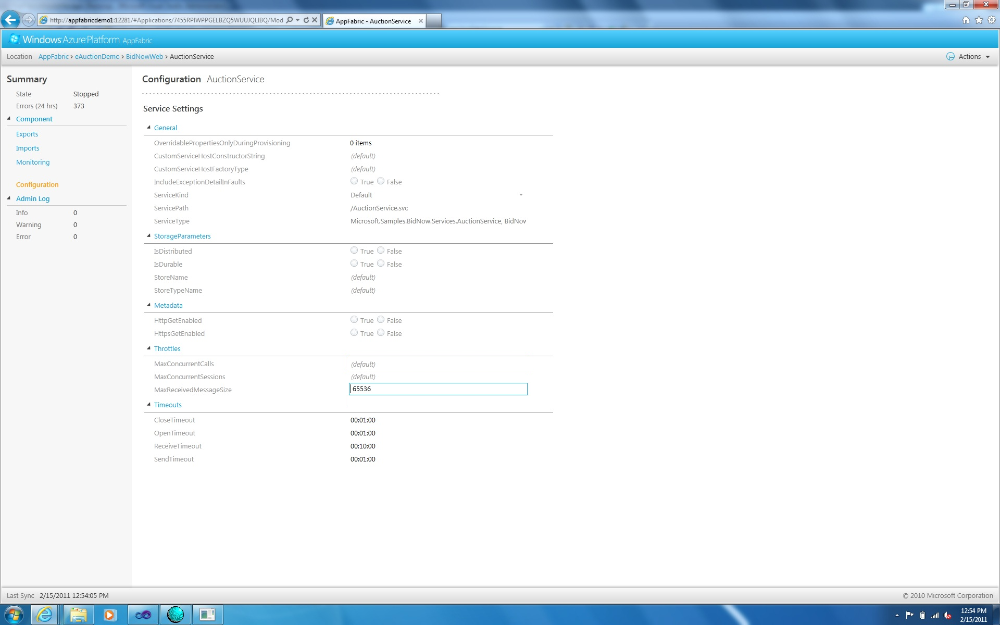 http://appfabricdemo1:12281/#Applications/7455RPIWPPGELBZQ5WUUJQLIBQ/Mod
AppFabric - AuctionService
Windows Azure Platform AppFabric
Location AppFabric › eAuctionDemo › BidNowWeb › AuctionService
Actions
Summary
State Stopped
Errors (24 hrs) 373
Component
Exports
Imports
Monitoring
Configuration
Admin Log
Info 0
Warning 0
Error 0
Configuration AuctionService
Service Settings
General
OverridablePropertiesOnlyDuringProvisioning 0 items
CustomServiceHostConstructorString (default)
CustomServiceHostFactoryType (default)
IncludeExceptionDetailInFaults True False
ServiceKind Default
ServicePath /AuctionService.svc
ServiceType Microsoft.Samples.BidNow.Services.AuctionService, BidNow
StorageParameters
IsDistributed True False
IsDurable True False
StoreName (default)
StoreTypeName (default)
Metadata
HttpGetEnabled True False
HttpsGetEnabled True False
Throttles
MaxConcurrentCalls (default)
MaxConcurrentSessions (default)
MaxReceivedMessageSize 65536
Timeouts
CloseTimeout 00:01:00
OpenTimeout 00:01:00
ReceiveTimeout 00:10:00
SendTimeout 00:01:00
Last Sync 2/15/2011 12:54:05 PM
© 2010 Microsoft Corporation
12:54 PM
2/15/2011